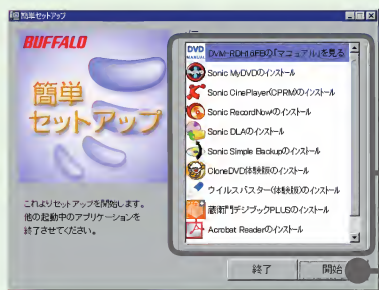 簡単セットアップ
BUFFALO
簡単
セットアップ
これよりセットアップを開始します。
他の起動中のアプリケーションを
終了させてください。
DVD
MANUAL
DVM-RDH16FBの「マニュアル」を見る
Sonic MyDVDのインストール
Sonic CinePlayer(CPRM)のインストール
Sonic RecordNowのインストール
Sonic DLAのインストール
Sonic Simple Backupのインストール
CloneDVD体験版のインストール
ウイルスバスター(体験版)のインストール
蔵衛門デジブックPLUSのインストール
Acrobat Readerのインストール
終了
開始